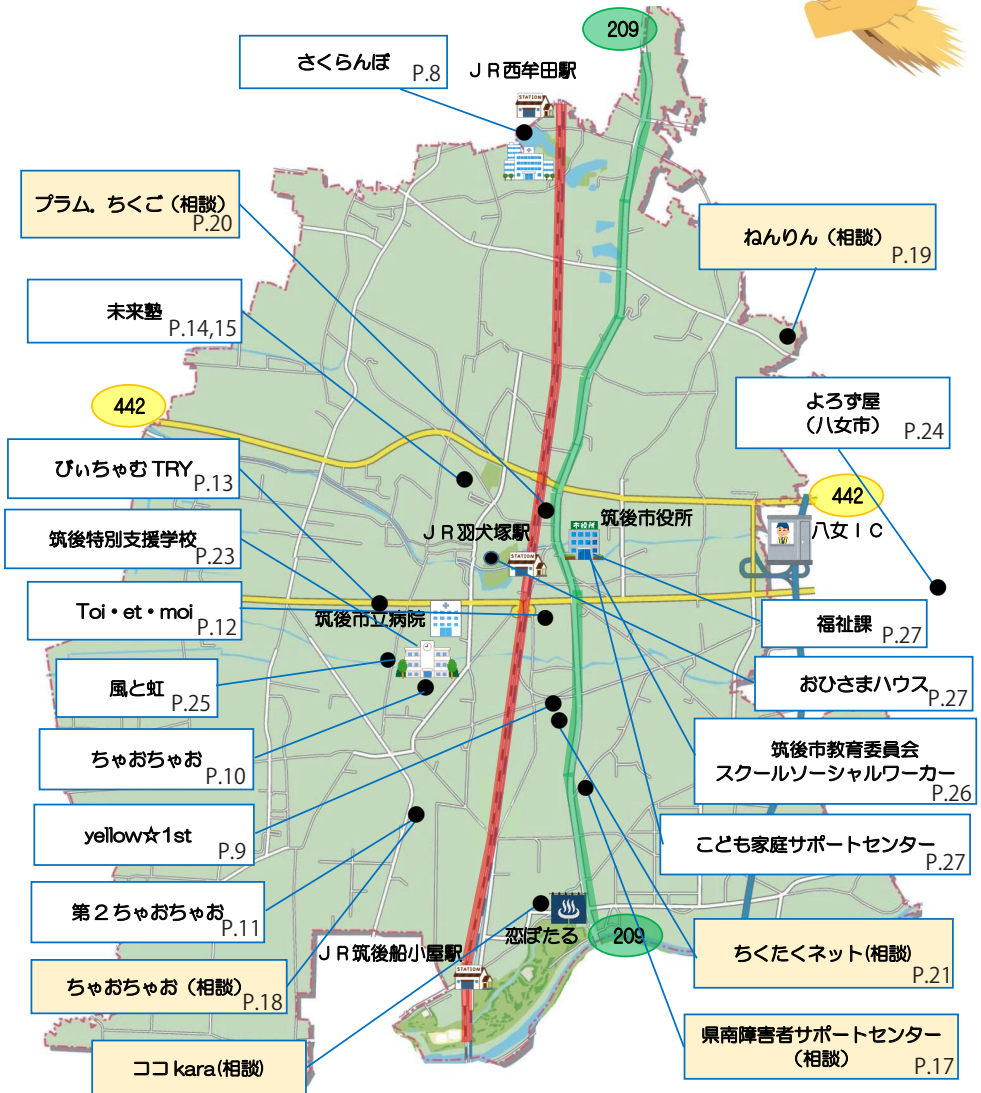 209
さくらんぼ P.8
ＪＲ西牟田駅
STATION
プラム．ちくご（相談）
P.20
ねんりん（相談）
P.19
未来塾
P.14,15
442
よろず屋
（八女市） P.24
びぃちゃむ TRY P.13
442
八女ＩＣ
筑後特別支援学校
P.23
ＪＲ羽犬塚駅
STATION
市役所
筑後市役所
Toi・et・moi P.12
筑後市立病院
福祉課
P.27
風と虹
P.25
おひさまハウス P.27
ちゃおちゃお
P.10
筑後市教育委員会
スクールソーシャルワーカー
P.26
yellow☆1st
P.9
こども家庭サポートセンター
P.27
第２ちゃおちゃお
P.11
恋ぼたる
209
ちくたくネット(相談)
P.21
ＪＲ筑後船小屋駅
STATION
ちゃおちゃお（相談） P.18
県南障害者サポートセンター
（相談）
P.17
ココ kara(相談)